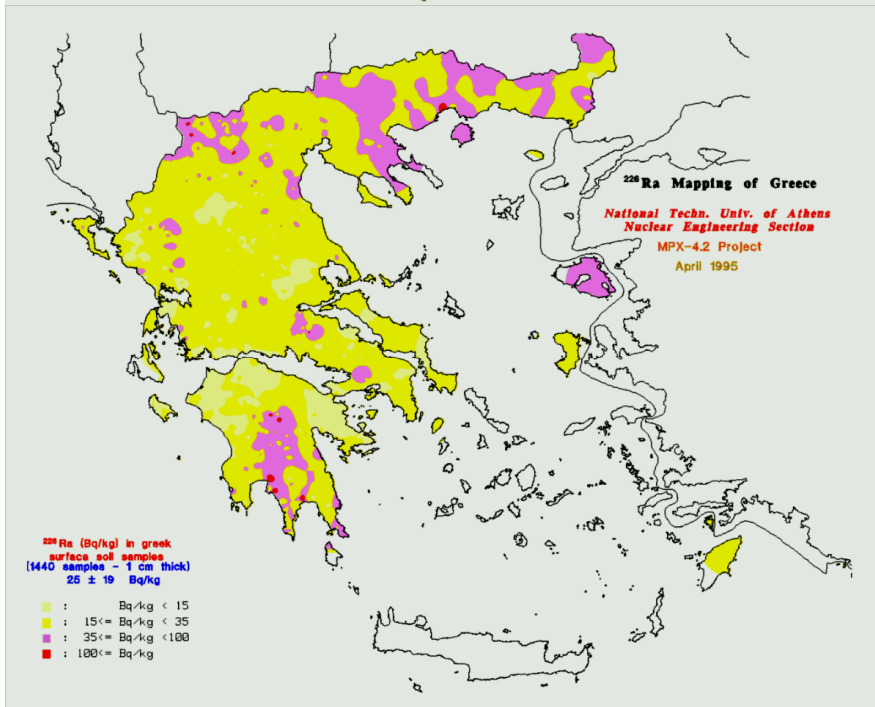 ²²⁶Ra Mapping of Greece
National Techn. Univ. of Athens
Nuclear Engineering Section
MPX-4.2 Project
April 1995
²²⁶Ra (Bq/kg) in greek
surface soil samples
(1440 samples - 1 cm thick)
25 ± 19 Bq/kg
: Bq/kg < 15
: 15<= Bq/kg < 35
: 35<= Bq/kg <100
: 100<= Bq/kg